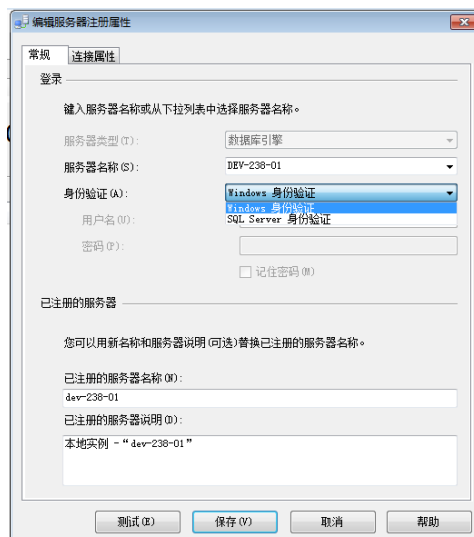 编辑服务器注册属性
常规 连接属性
登录
键入服务器名称或从下拉列表中选择服务器名称。
服务器类型(T): 数据库引擎
服务器名称(S): DEV-238-01
身份验证(A): Windows 身份验证
Windows 身份验证
SQL Server 身份验证
用户名(U):
密码(P):
记住密码(M)
已注册的服务器
您可以用新名称和服务器说明(可选)替换已注册的服务器名称。
已注册的服务器名称(N):
dev-238-01
已注册的服务器说明(D):
本地实例 -“dev-238-01”
测试(E) 保存(V) 取消 帮助